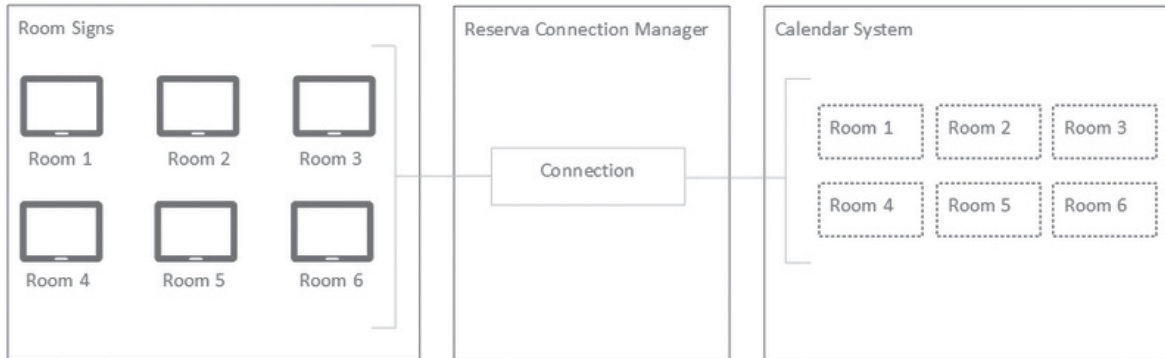 Room Signs
Room 1
Room 2
Room 3
Room 4
Room 5
Room 6
Reserva Connection Manager
Connection
Calendar System
Room 1
Room 2
Room 3
Room 4
Room 5
Room 6